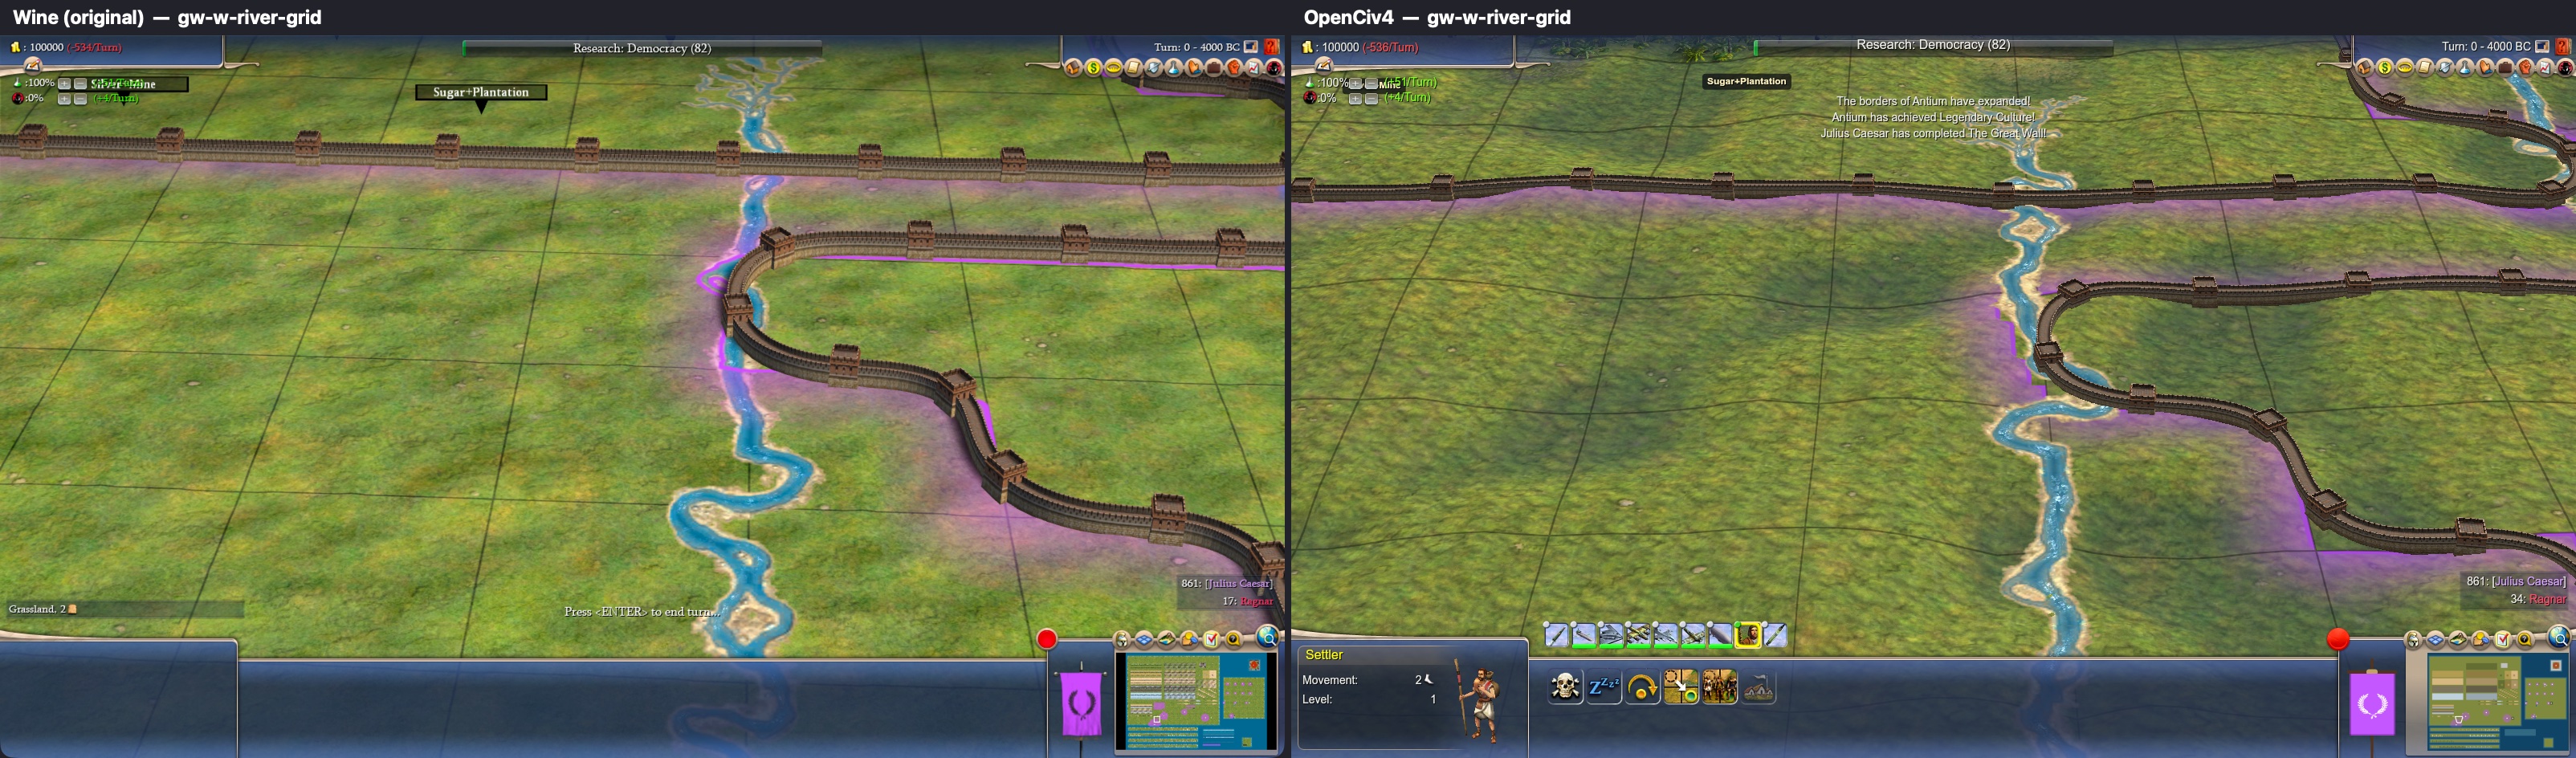 Wine (original) — gw-w-river-grid
: 100000 (-534/Turn)
Research: Democracy (82)
Turn: 0 - 4000 BC
:100%
:0%
(+4/Turn)
Sugar+Plantation
Grassland, 2
Press <ENTER> to end turn...
861: [Julius Caesar]
17: Ragnar
OpenCiv4 — gw-w-river-grid
: 100000 (-536/Turn)
Research: Democracy (82)
Turn: 0 - 4000 BC
:100%
Mine
(+51/Turn)
:0%
(+4/Turn)
Sugar+Plantation
The borders of Antium have expanded!
Antium has achieved Legendary Culture!
Julius Caesar has completed The Great Wall!
861: [Julius Caesar]
34: Ragnar
Settler
Movement: 2
Level: 1